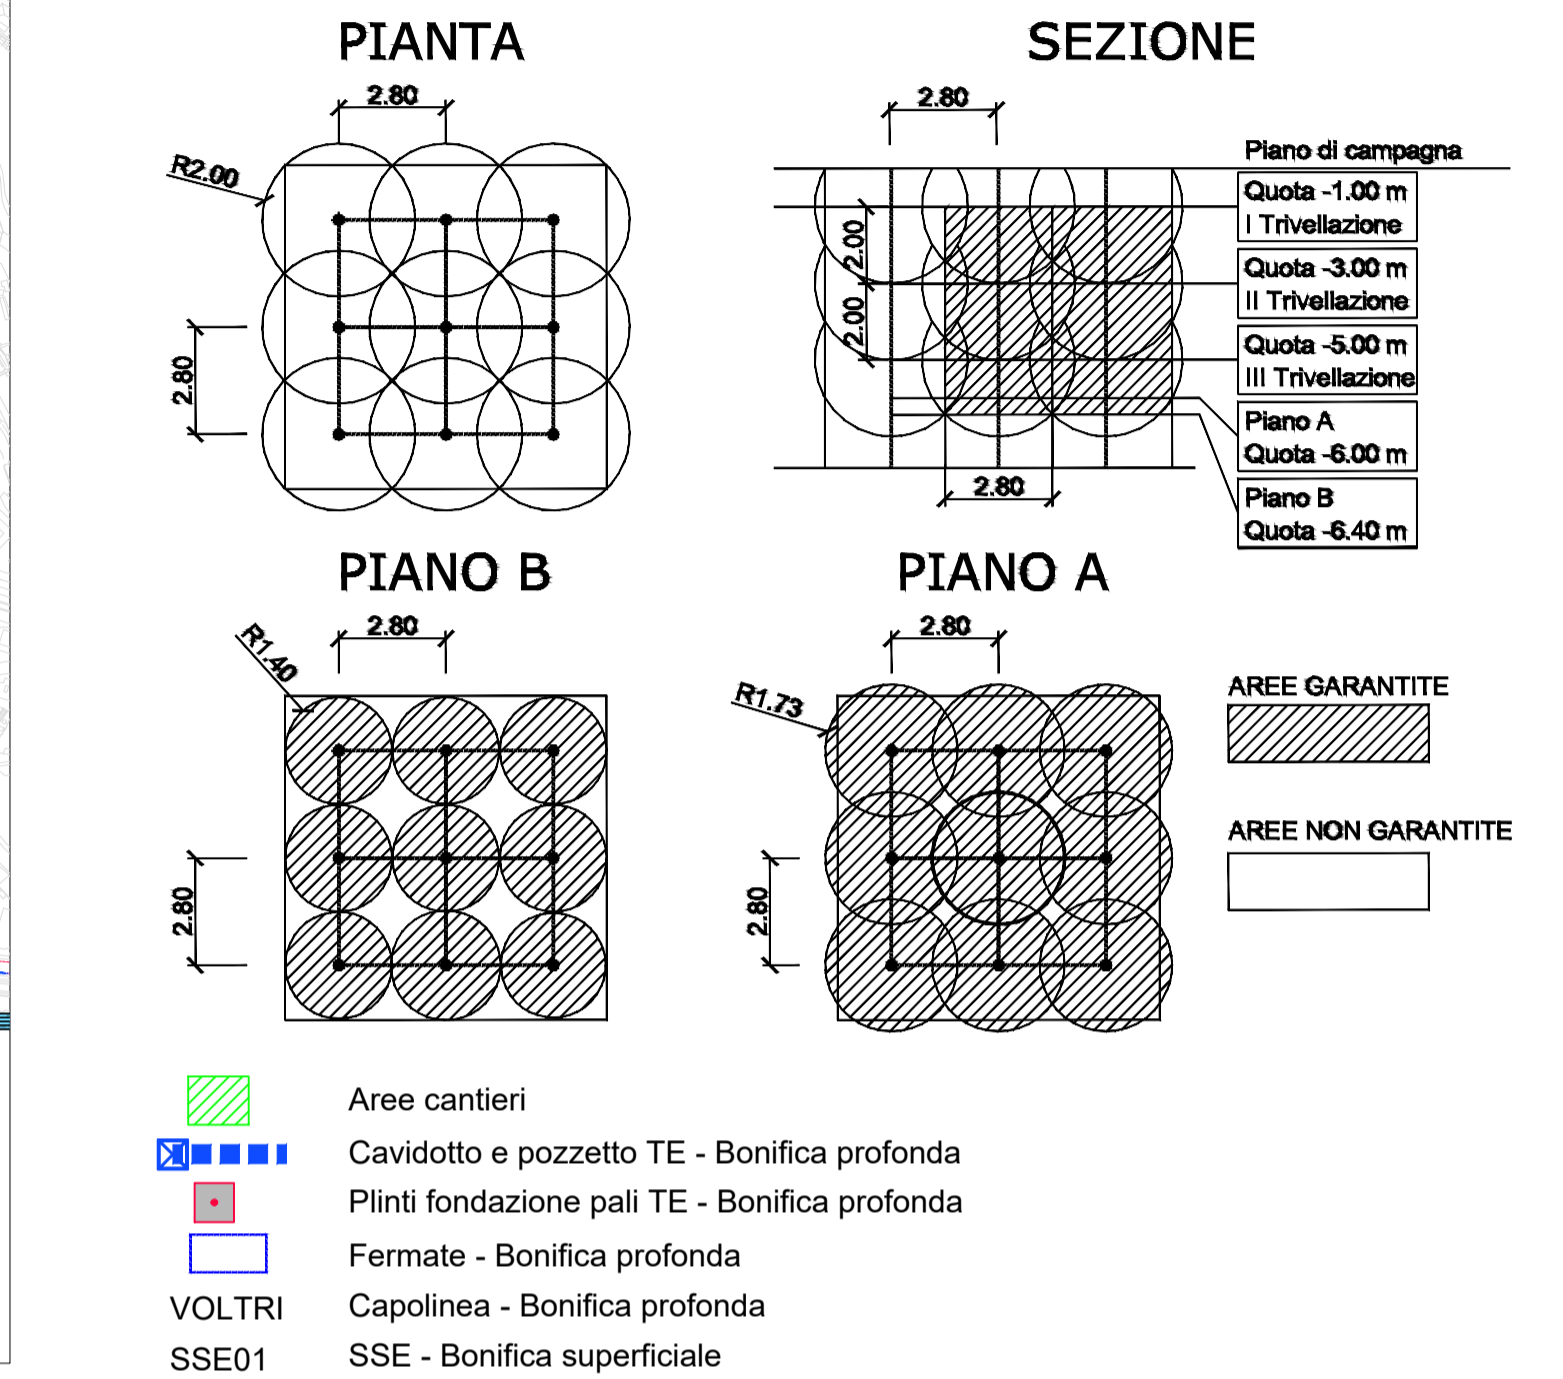 PIANTA
2.80
R2.00
2.80
SEZIONE
2.80
Piano di campagna
Quota -1.00 m
I Trivellazione
2.00
Quota -3.00 m
II Trivellazione
2.00
Quota -5.00 m
III Trivellazione
Piano A
Quota -6.00 m
2.80
Piano B
Quota -6.40 m
PIANO B
2.80
R1.40
2.80
PIANO A
2.80
R1.73
2.80
AREE GARANTITE
AREE NON GARANTITE
Aree cantieri
Cavidotto e pozzetto TE - Bonifica profonda
Plinti fondazione pali TE - Bonifica profonda
Fermate - Bonifica profonda
VOLTRI Capolinea - Bonifica profonda
SSE01 SSE - Bonifica superficiale